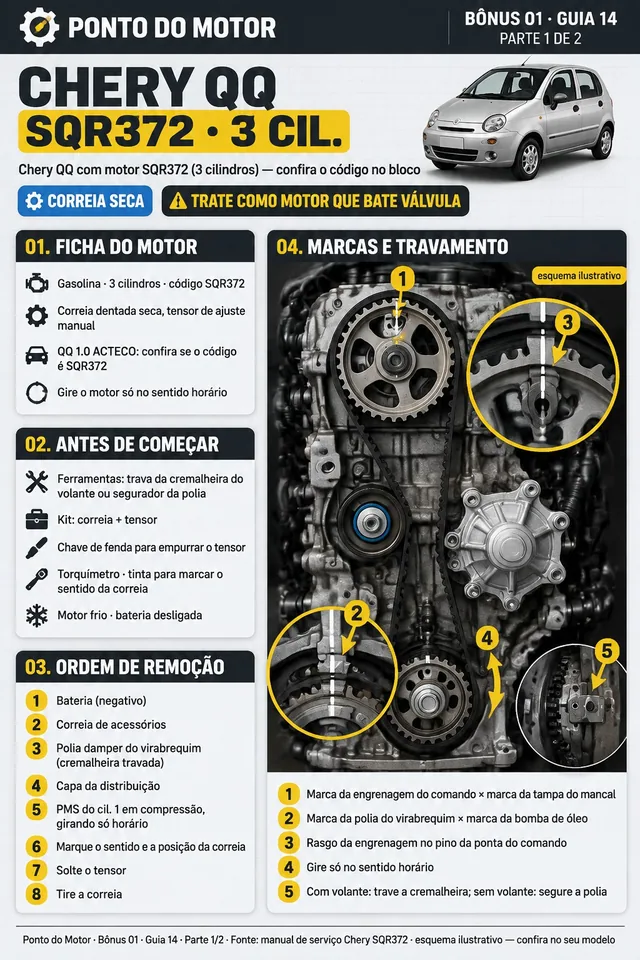 PONTO DO MOTOR
BÔNUS 01 · GUIA 14
PARTE 1 DE 2
CHERY QQ
SQR372 · 3 CIL.
Chery QQ com motor SQR372 (3 cilindros) — confira o código no bloco
CORREIA SECA
TRATE COMO MOTOR QUE BATE VÁLVULA
01. FICHA DO MOTOR
Gasolina · 3 cilindros · código SQR372
Correia dentada seca, tensor de ajuste
manual
QQ 1.0 ACTECO: confira se o código
é SQR372
Gire o motor só no sentido horário
02. ANTES DE COMEÇAR
Ferramentas: trava da cremalheira do
volante ou segurador da polia
Kit: correia + tensor
Chave de fenda para empurrar o tensor
Torquímetro · tinta para marcar o
sentido da correia
Motor frio · bateria desligada
03. ORDEM DE REMOÇÃO
1 Bateria (negativo)
2 Correia de acessórios
3 Polia damper do virabrequim
(cremalheira travada)
4 Capa da distribuição
5 PMS do cil. 1 em compressão,
girando só horário
6 Marque o sentido e a posição da correia
7 Solte o tensor
8 Tire a correia
04. MARCAS E TRAVAMENTO
esquema ilustrativo
1
3
2
4
5
1 Marca da engrenagem do comando × marca da tampa do mancal
2 Marca da polia do virabrequim × marca da bomba de óleo
3 Rasgo da engrenagem no pino da ponta do comando
4 Gire só no sentido horário
5 Com volante: trave a cremalheira; sem volante: segure a polia
Ponto do Motor · Bônus 01 · Guia 14 · Parte 1/2 · Fonte: manual de serviço Chery SQR372 · esquema ilustrativo — confira no seu modelo